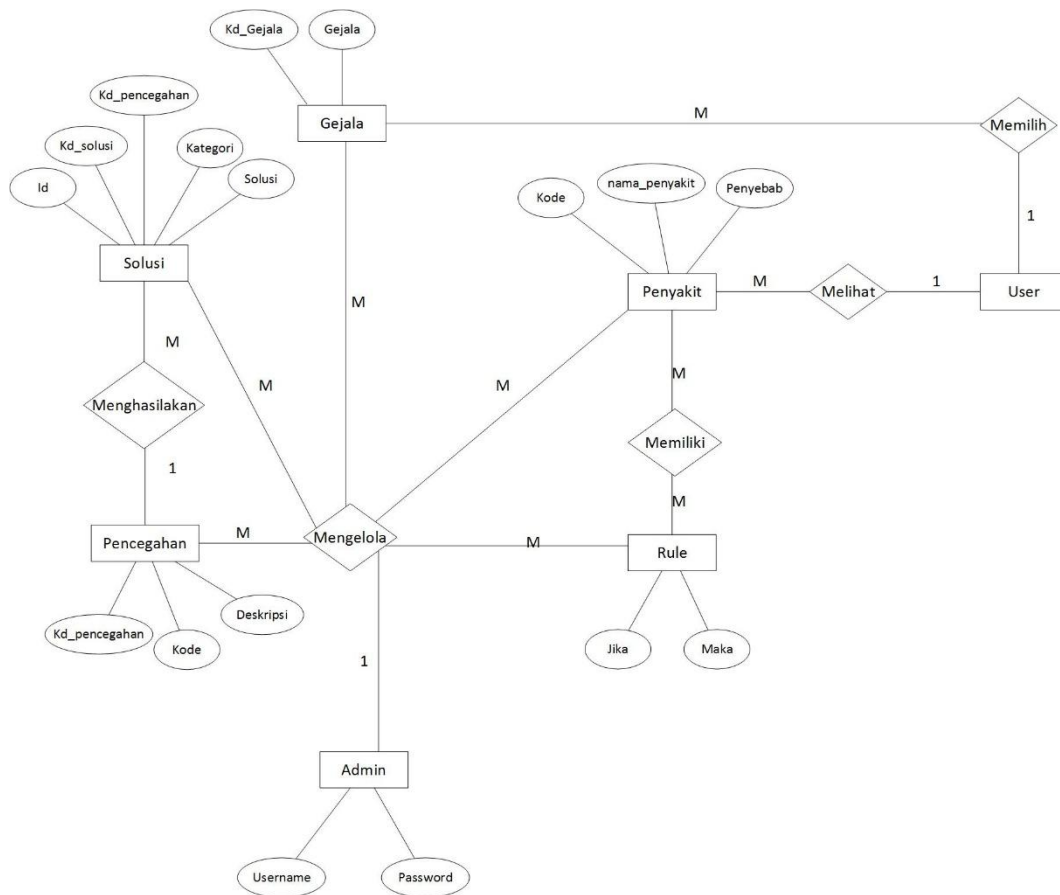 Kd_Gejala
Gejala
Kd_pencegahan
Gejala
M
Memilih
Kd_solusi
Kategori
Id
Solusi
nama_penyakit
Kode
Penyebab
1
Solusi
Penyakit
M
Melihat
1
User
M
M
M
M
M
Menghasilakan
Memiliki
1
M
Pencegahan
M
Mengelola
M
Rule
Deskripsi
Kd_pencegahan
Kode
Jika
Maka
1
Admin
Username
Password